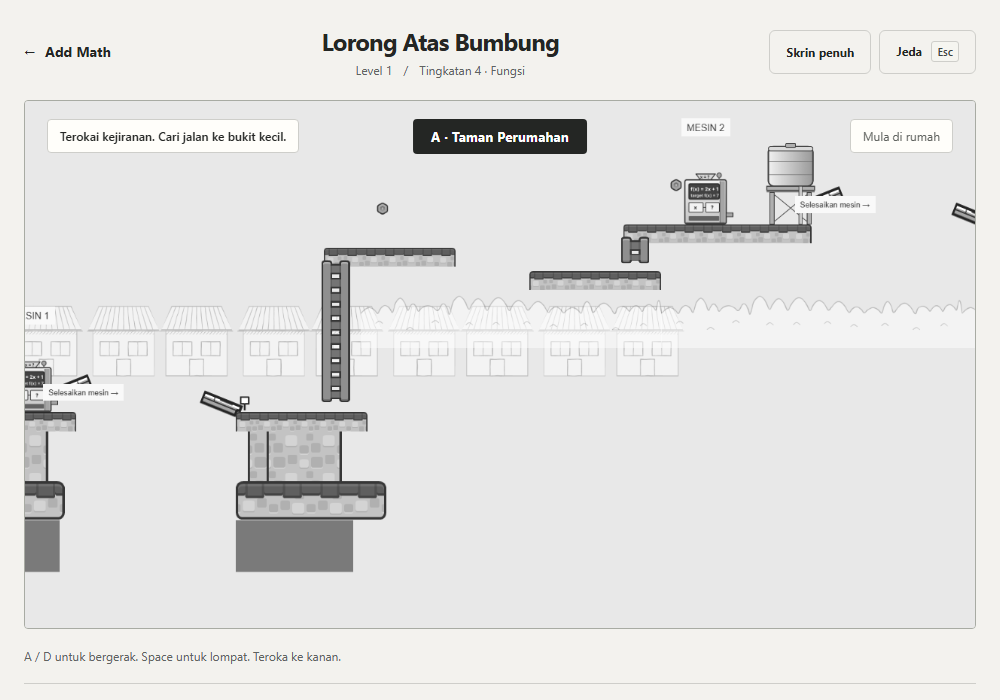 ← Add Math
Lorong Atas Bumbung
Level 1 / Tingkatan 4 · Fungsi
Skrin penuh
Jeda Esc
Terokai kejiranan. Cari jalan ke bukit kecil.
A · Taman Perumahan
MESIN 2
Mula di rumah
f(x) = 2x + 1
Selesaikan mesin →
SIN 1
= 2x + 1
Selesaikan mesin →
A / D untuk bergerak. Space untuk lompat. Teroka ke kanan.